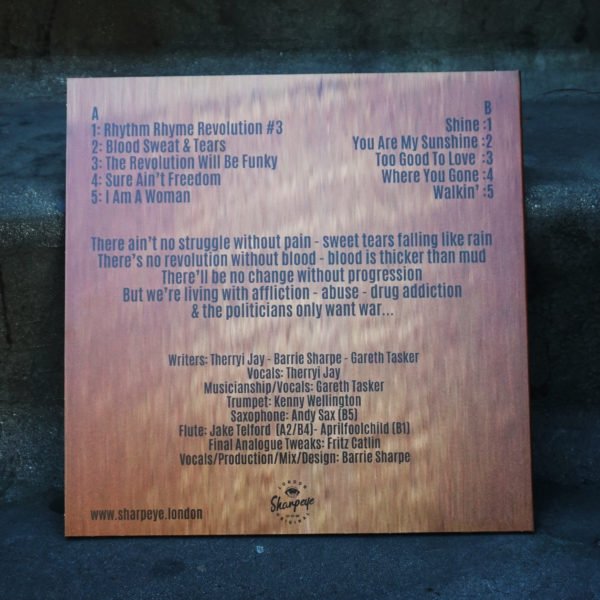 A
1: Rhythm Rhyme Revolution #3
2: Blood Sweat & Tears
3: The Revolution Will Be Funky
4: Sure Ain't Freedom
5: I Am A Woman
B
Shine :1
You Are My Sunshine :2
Too Good To Love :3
Where You Gone :4
Walkin' :5
There ain't no struggle without pain - sweet tears falling like rain
There's no revolution without blood - blood is thicker than mud
There'll be no change without progression
But we're living with affliction - abuse - drug addiction
& the politicians only want war...
Writers: Therryi Jay - Barrie Sharpe - Gareth Tasker
Vocals: Therryi Jay
Musicianship/Vocals: Gareth Tasker
Trumpet: Kenny Wellington
Saxophone: Andy Sax (B5)
Flute: Jake Telford (A2/B4)- Aprilfoolchild (B1)
Final Analogue Tweaks: Fritz Catlin
Vocals/Production/Mix/Design: Barrie Sharpe
LONDON
Sharpeye
ORIGINAL
www.sharpeye.london